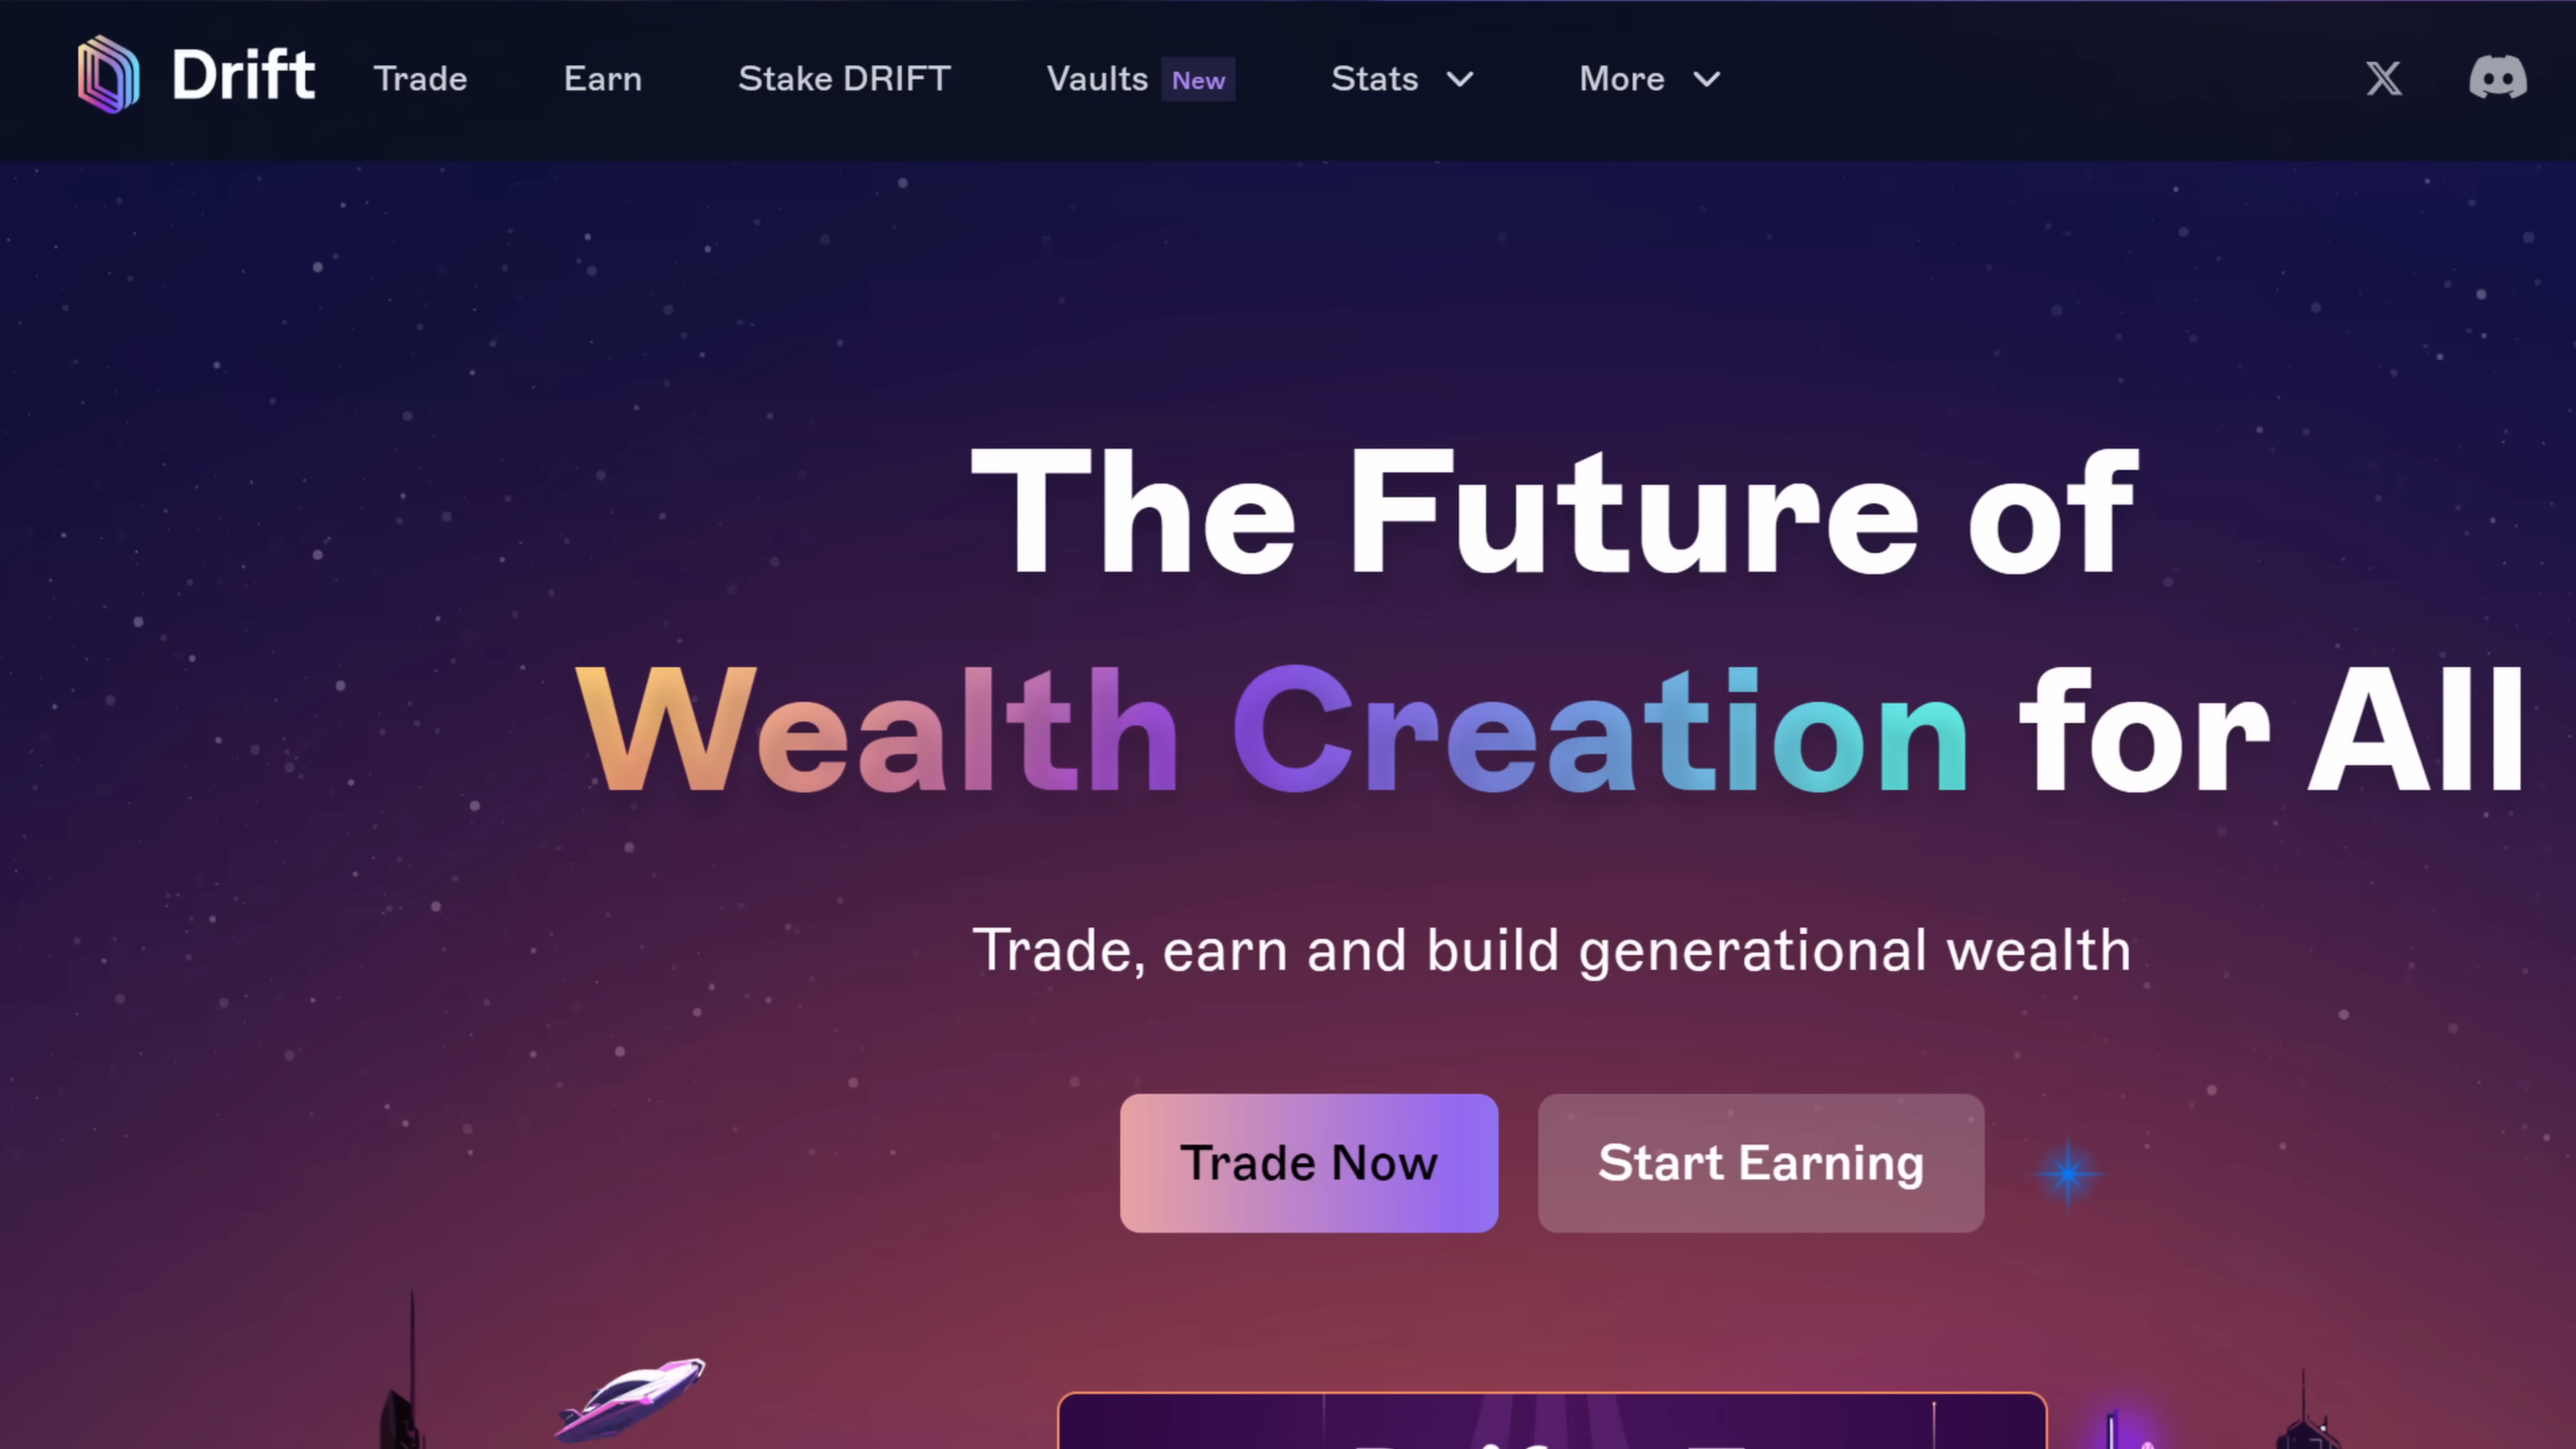 Drift
Trade
Earn
Stake DRIFT
Vaults New
Stats
More
The Future of
Wealth Creation for All
Trade, earn and build generational wealth
Trade Now
Start Earning